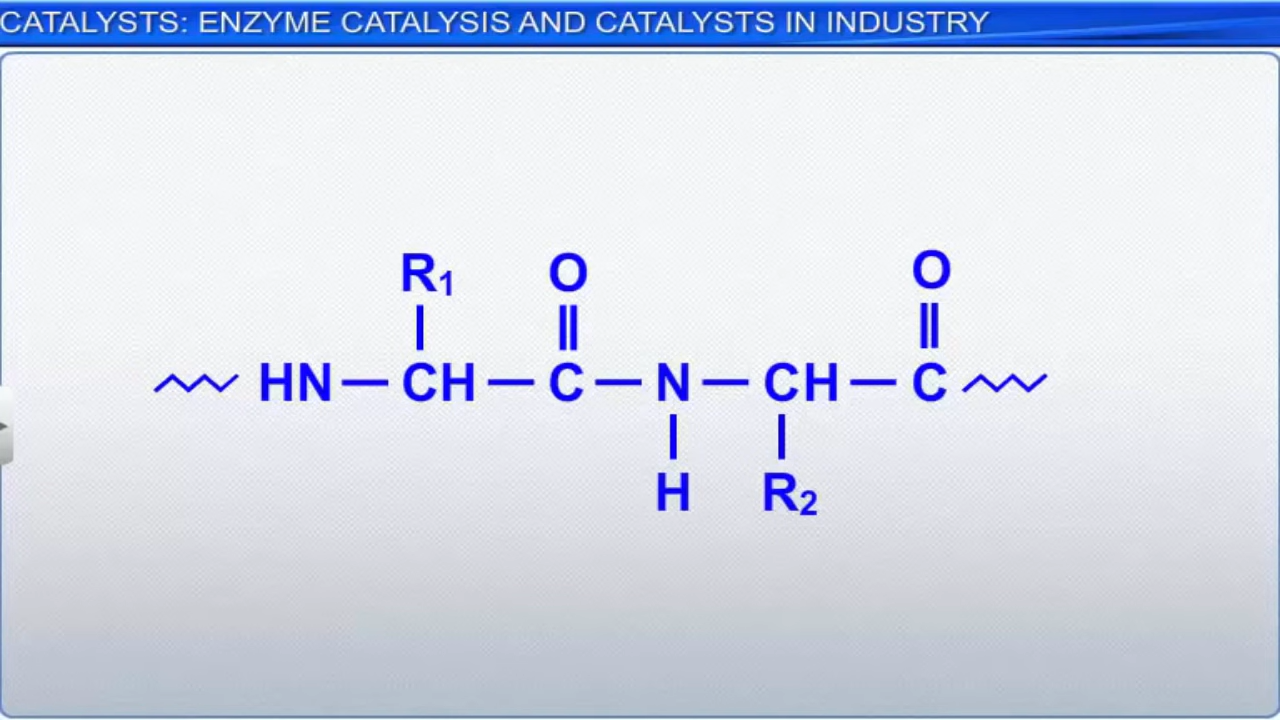 CATALYSTS: ENZYME CATALYSIS AND CATALYSTS IN INDUSTRY
R₁ O O
HN — CH — C — N — CH — C
H R₂